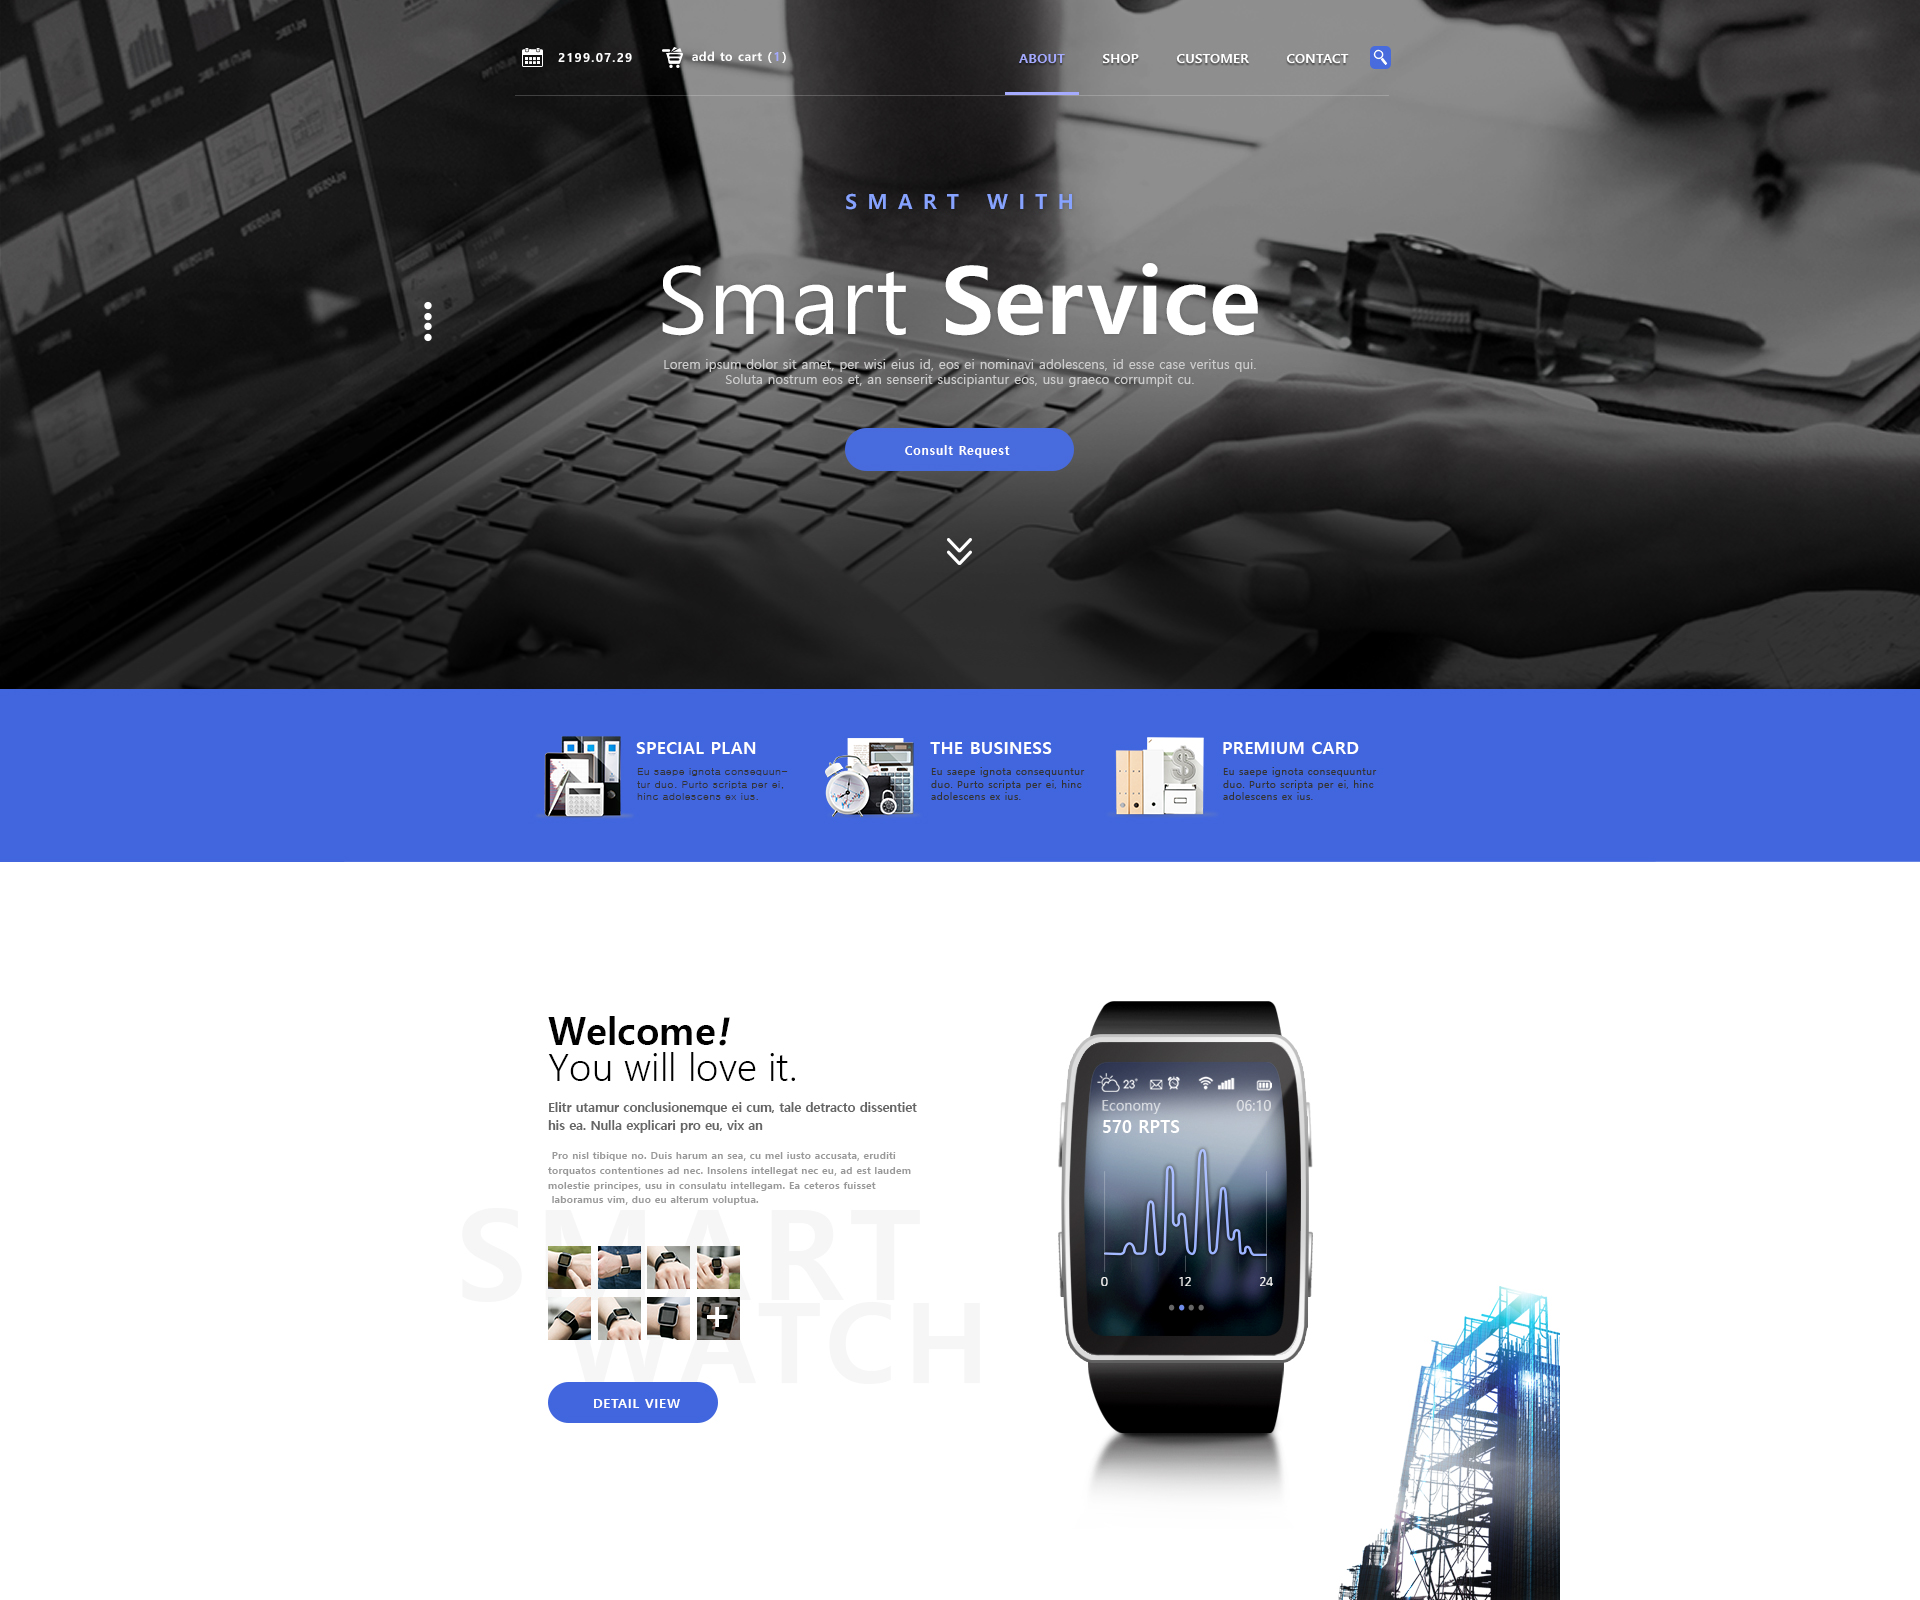 2199.07.29 add to cart (1) ABOUT SHOP CUSTOMER CONTACT
SMART WITH
Smart Service
Lorem ipsum dolor sit amet, per wisi eius id, eos ei nominavi adolescens, id esse case veritus qui.
Soluta nostrum eos et, an senserit suscipiantur eos, usu graeco corrumpit cu.
Consult Request
SPECIAL PLAN
Eu saepe ignota consequun-
tur duo. Purto scripta per ei,
hinc adolescens ex ius.
THE BUSINESS
Eu saepe ignota consequuntur
duo. Purto scripta per ei, hinc
adolescens ex ius.
PREMIUM CARD
Eu saepe ignota consequuntur
duo. Purto scripta per ei, hinc
adolescens ex ius.
Welcome!
You will love it.
Elitr utamur conclusionemque ei cum, tale detracto dissentiet
his ea. Nulla explicari pro eu, vix an
Pro nisl tibique no. Duis harum an sea, cu mel iusto accusata, eruditi
torquatos contentiones ad nec. Insolens intellegat nec eu, ad est laudem
molestie principes, usu in consulatu intellegam. Ea ceteros fuisset
laboramus vim, duo eu alterum voluptua.
SMART
WATCH
DETAIL VIEW
23°
Economy 06:10
570 RPTS
0 12 24